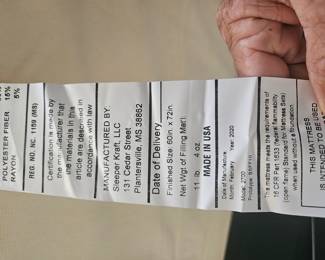 POLYESTER FIBER 15%
RAYON 5%
REG. NO. NC. 1159 (MS)
Certification is made by
the manufacturer that
the materials in this
article are described in
accordance with law
MANUFACTURED BY:
Sleeper Kraft, LLC
131 Cedar Street
Plantersville, MS 38862
Date of Delivery
Finished Size: 60in. x 72in.
Net Wgt. of Filling Mat'l.
11 lb. oz.
MADE IN USA
Date of Manufacture
Month: February Year: 2020
Model: 2700
Prototype:
This mattress meets the requirements of
16 CFR Part 1633 (federal flammability
(open flame) Standard for Mattress Sets)
when used without a foundation
THIS MATTRESS
IS INTENDED TO BE